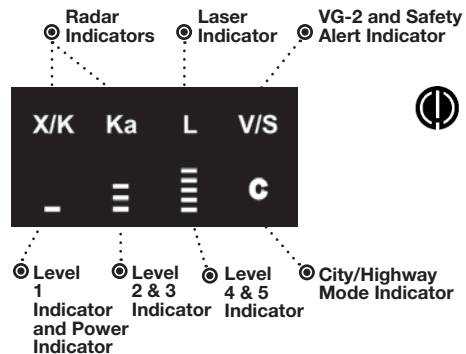 Radar
Indicators
Laser
Indicator
VG-2 and Safety
Alert Indicator
X/K Ka L V/S
C
Level
1
Indicator
and Power
Indicator
Level
2 & 3
Indicator
Level
4 & 5
Indicator
City/Highway
Mode Indicator